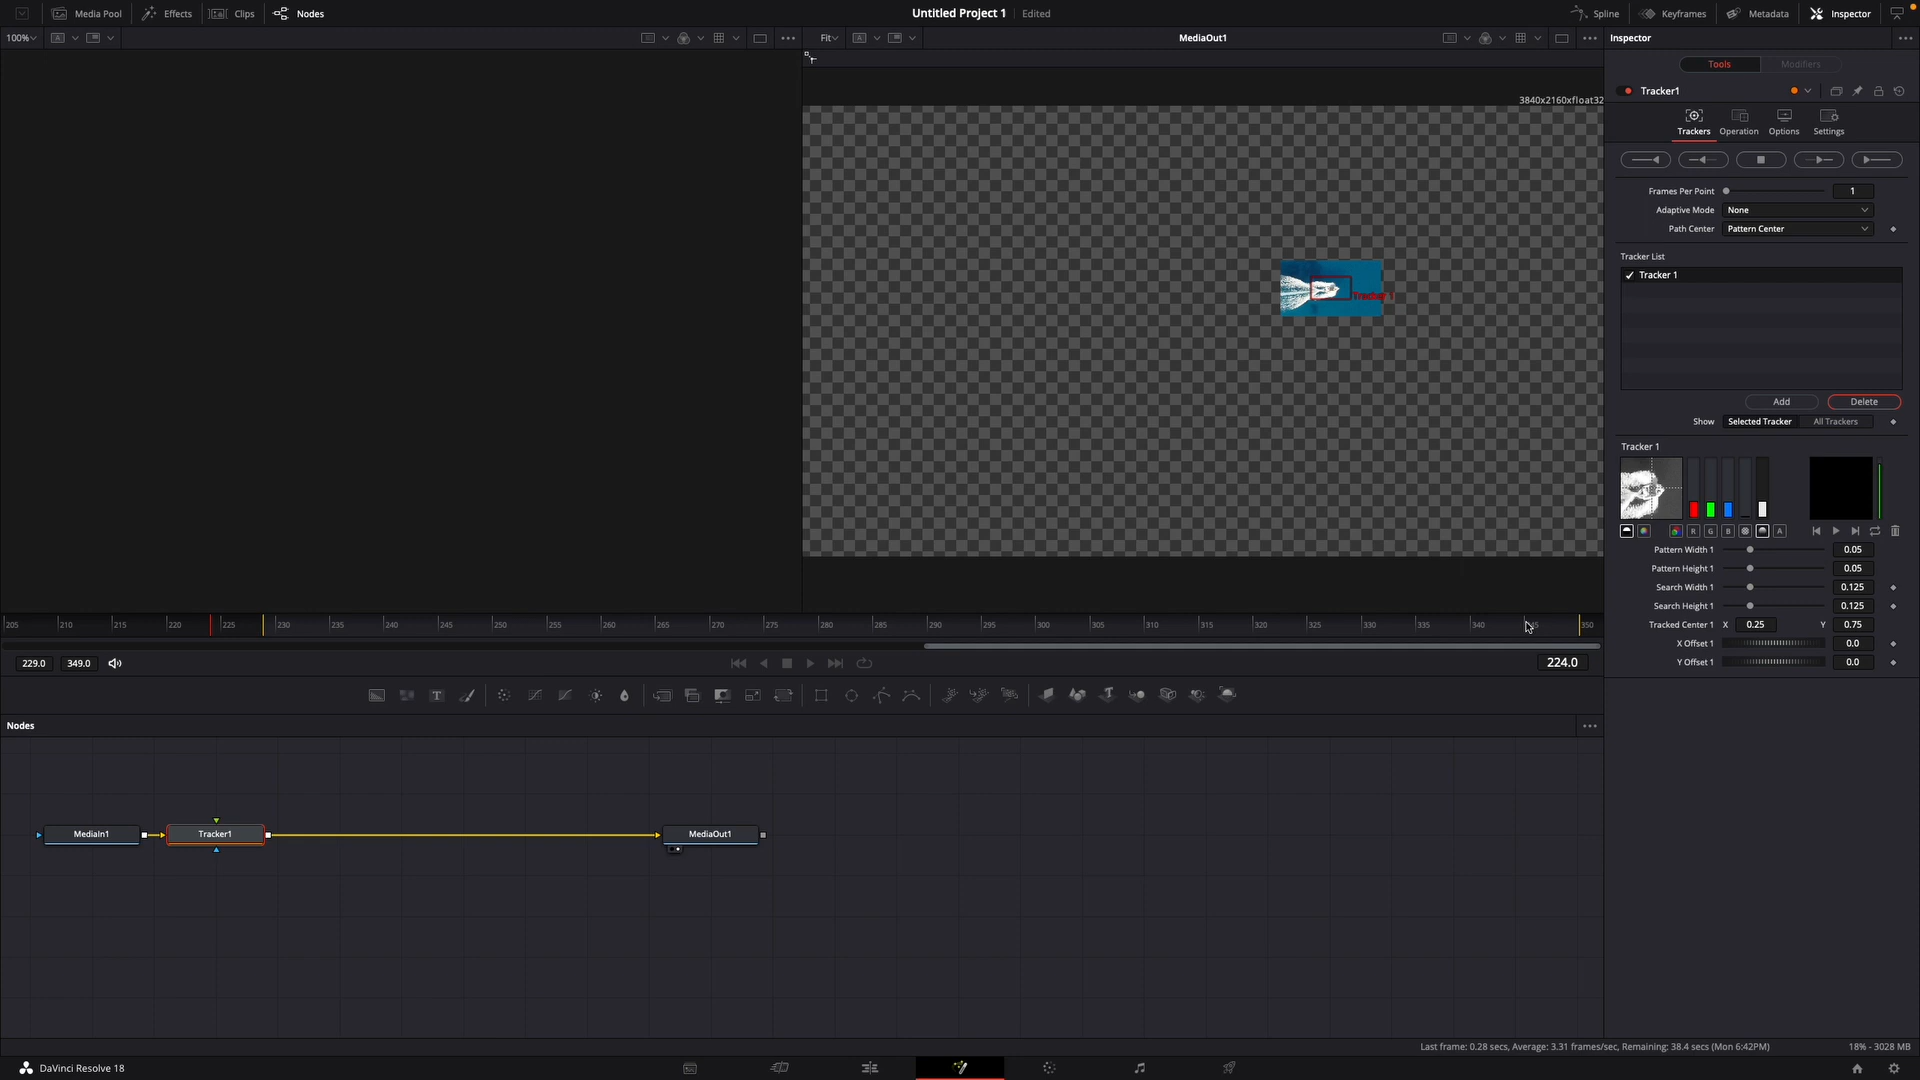 Media Pool Effects Clips Nodes Untitled Project 1 Edited Spline Keyframes Metadata Inspector
100% Fit MediaOut1 Inspector
Tools Modifiers
Tracker1
3840x2160xfloat32
Trackers Operation Options Settings
Frames Per Point 1
Adaptive Mode None
Path Center Pattern Center
Tracker List
Tracker 1
Tracker 1
Add Delete
Show Selected Tracker All Trackers
Tracker 1
R G B A
Pattern Width 1 0.05
Pattern Height 1 0.05
Search Width 1 0.125
Search Height 1 0.125
Tracked Center 1 X 0.25 Y 0.75
X Offset 1 0.0
Y Offset 1 0.0
205 210 215 220 225 230 235 240 245 250 255 260 265 270 275 280 285 290 295 300 305 310 315 320 325 330 335 340 345 350
229.0 349.0 224.0
T
Nodes
MediaIn1 Tracker1 MediaOut1
Last frame: 0.28 secs, Average: 3.31 frames/sec, Remaining: 38.4 secs (Mon 6:42PM) 18% - 3028 MB
DaVinci Resolve 18